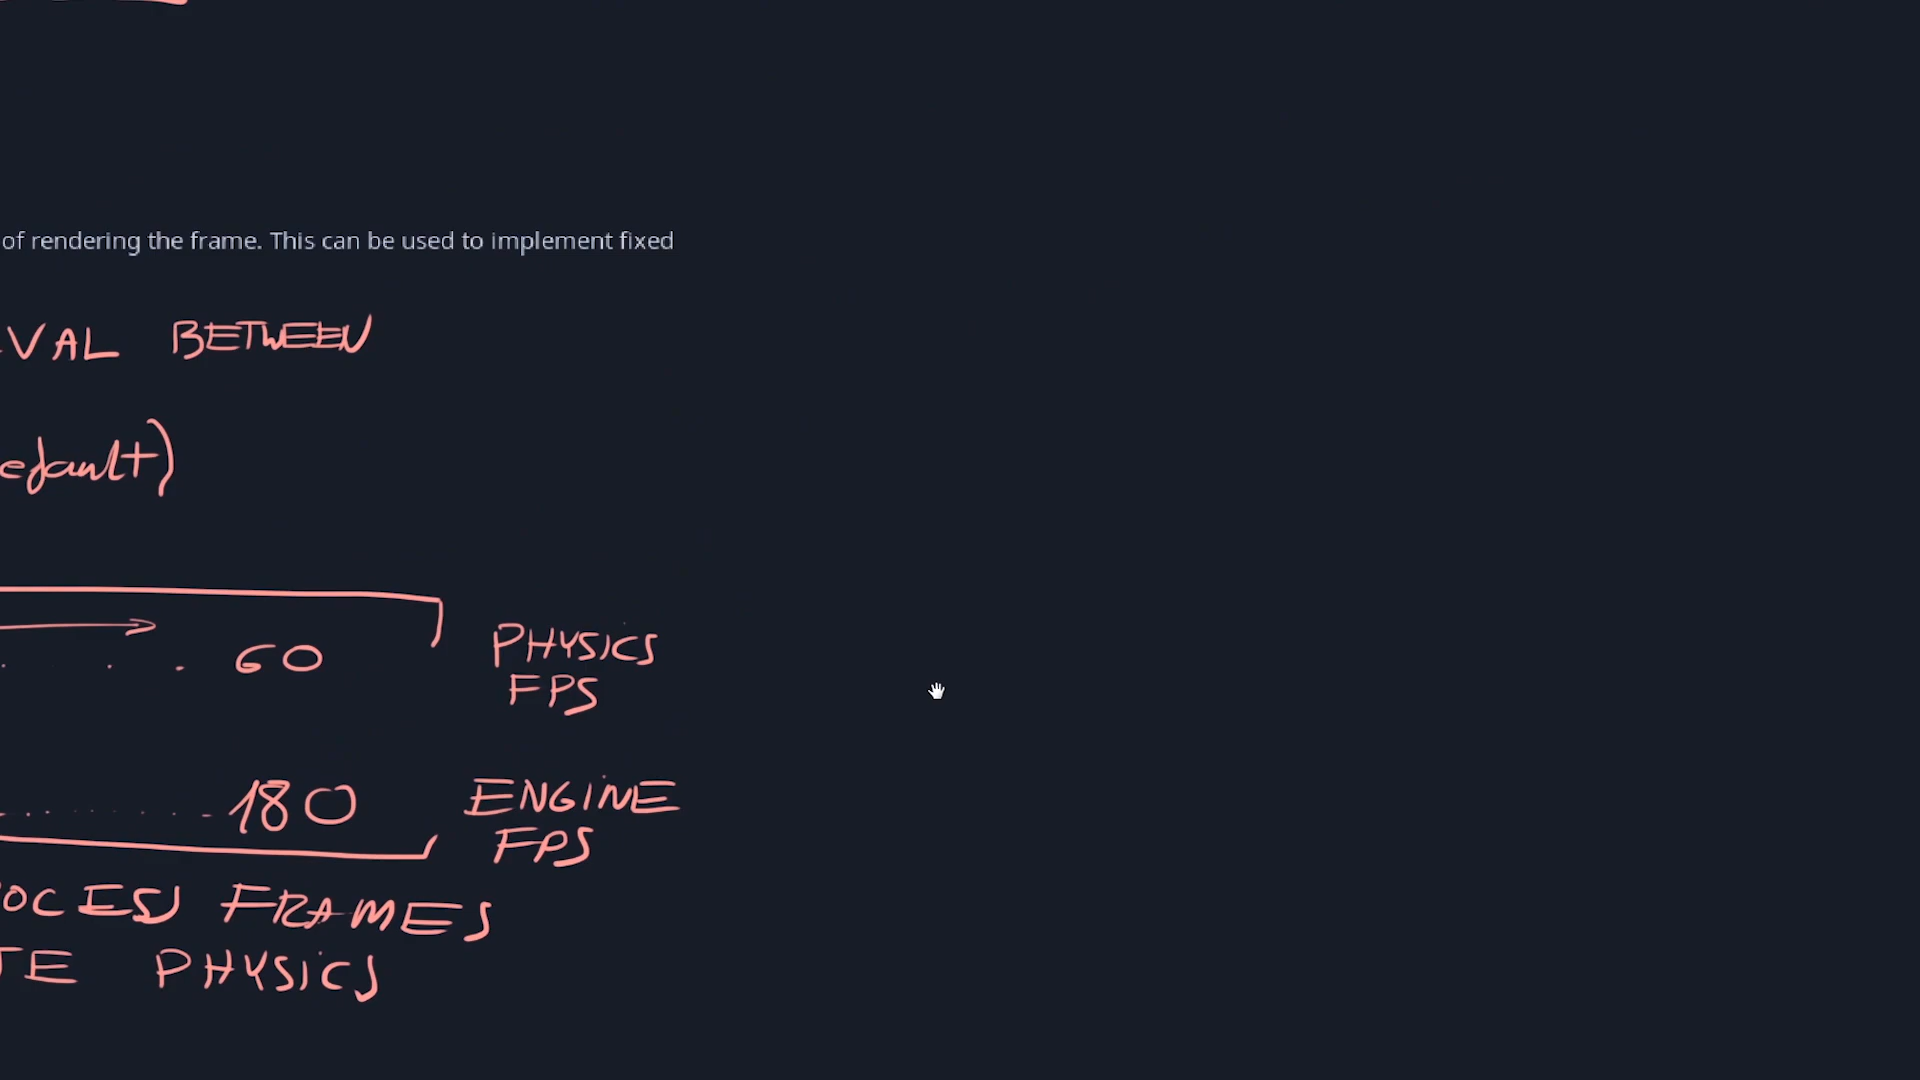 of rendering the frame. This can be used to implement fixed
VAL BETWEEN
efault)
. . . 60
PHYSICS
FPS
180
ENGINE
FPS
OCESS FRAMES
TE PHYSICS